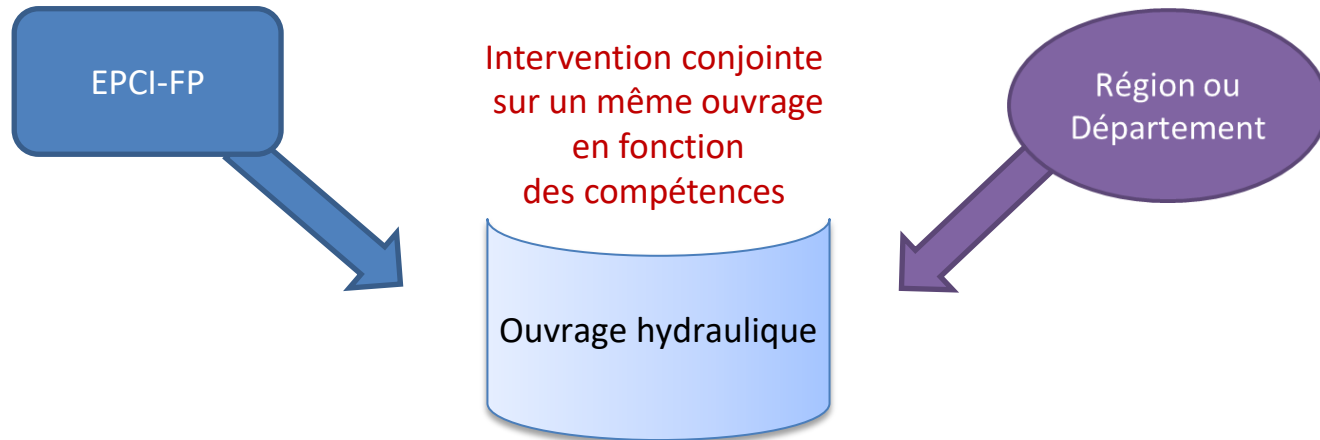 EPCI-FP
Intervention conjointe
sur un même ouvrage
en fonction
des compétences
Région ou
Département
Ouvrage hydraulique